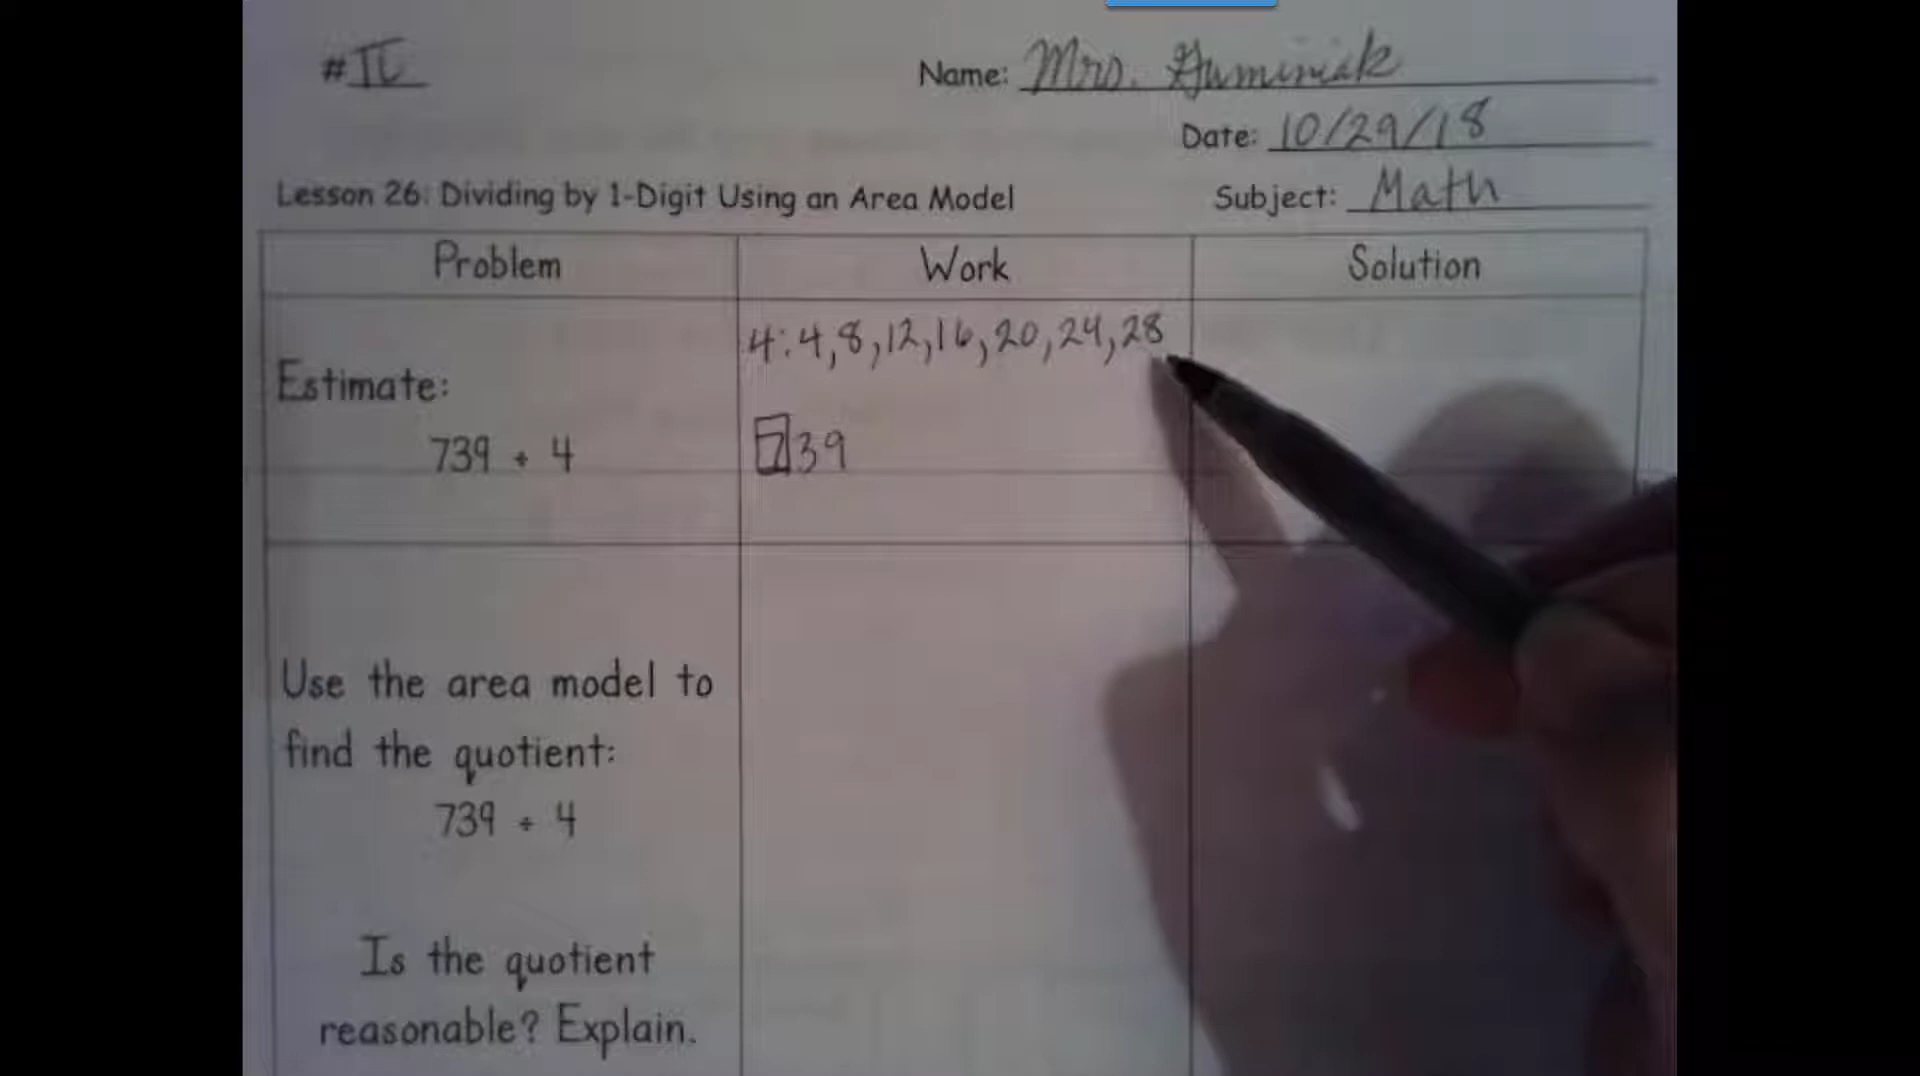 #π
Name: Mrs. Guminiak
Date: 10/29/18
Lesson 26: Dividing by 1-Digit Using an Area Model
Subject: Math
Problem
Work
Solution
Estimate:
739 ÷ 4
4: 4, 8, 12, 16, 20, 24, 28
739
Use the area model to
find the quotient:
739 ÷ 4
Is the quotient
reasonable? Explain.